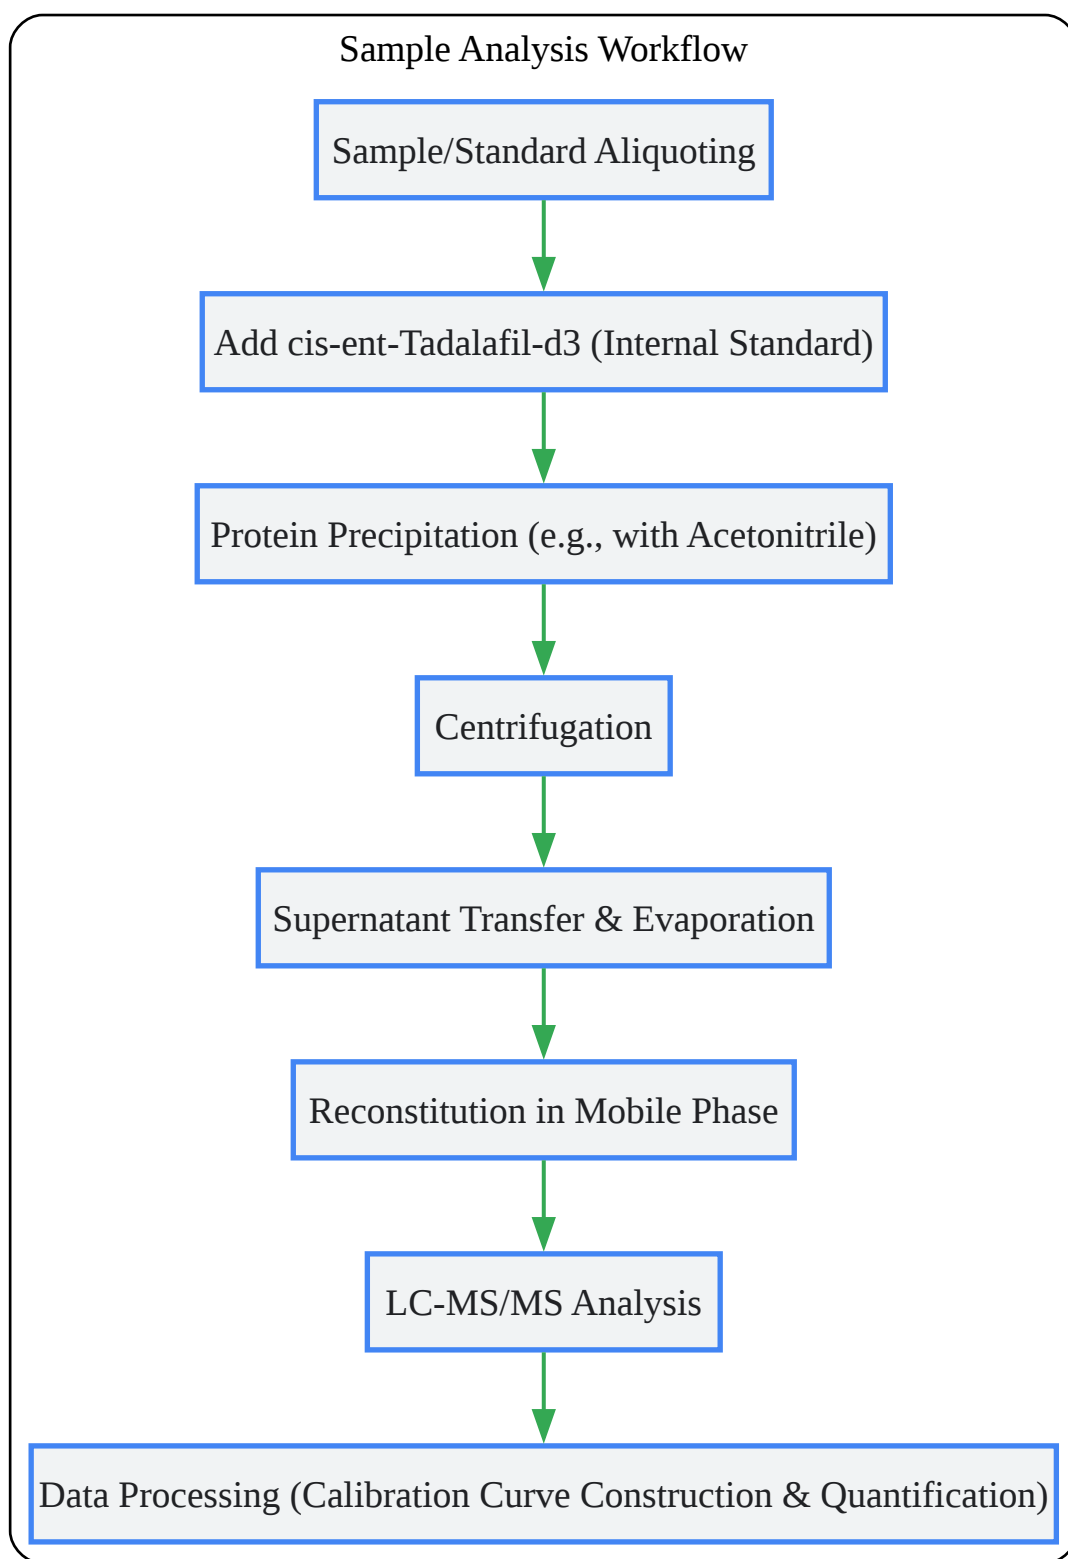 Sample Analysis Workflow
Sample/Standard Aliquoting
Add cis-ent-Tadalafil-d3 (Internal Standard)
Protein Precipitation (e.g., with Acetonitrile)
Centrifugation
Supernatant Transfer & Evaporation
Reconstitution in Mobile Phase
LC-MS/MS Analysis
Data Processing (Calibration Curve Construction & Quantification)